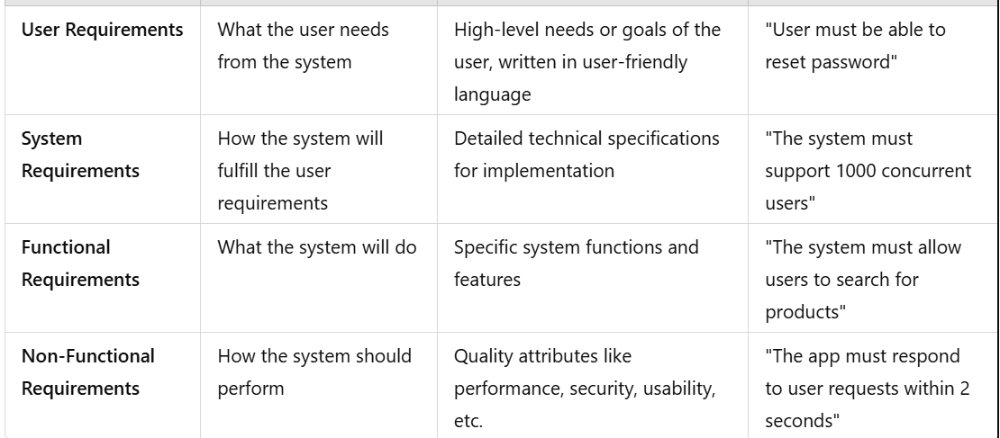 User Requirements
What the user needs
from the system
High-level needs or goals of the
user, written in user-friendly
language
"User must be able to
reset password"
System
Requirements
How the system will
fulfill the user
requirements
Detailed technical specifications
for implementation
"The system must
support 1000 concurrent
users"
Functional
Requirements
What the system will do
Specific system functions and
features
"The system must allow
users to search for
products"
Non-Functional
Requirements
How the system should
perform
Quality attributes like
performance, security, usability,
etc.
"The app must respond
to user requests within 2
seconds"